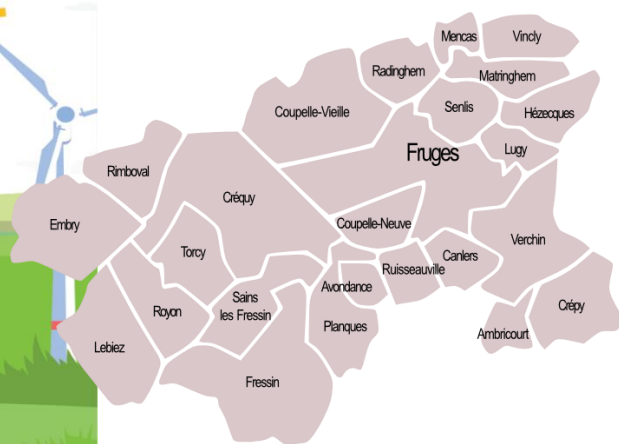 Mencas
Vincly
Radinghem
Matringhem
Coupelle-Vieille
Senlis
Hézecques
Fruges
Lugy
Rimboval
Créquy
Embry
Coupelle-Neuve
Torcy
Verchin
Canlers
Ruisseauville
Avondance
Sains
les Fressin
Royon
Crépy
Planques
Ambricourt
Lebiez
Fressin